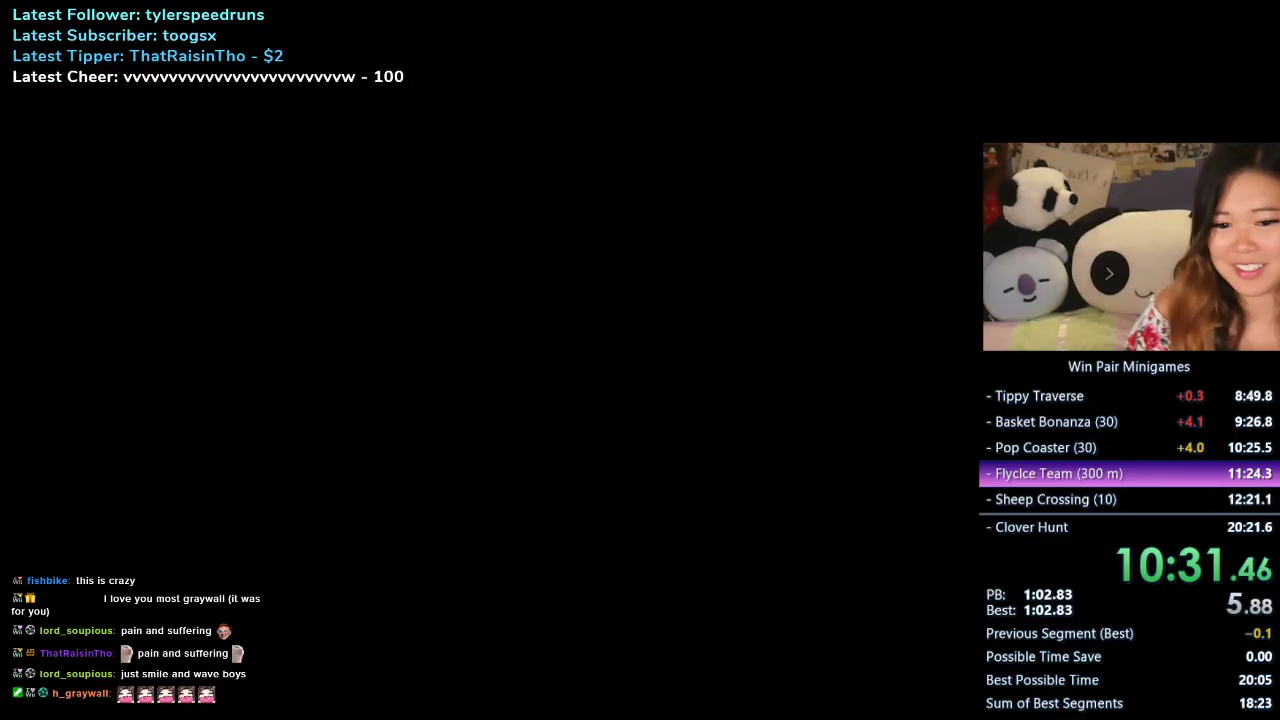 Latest Follower: tylerspeedruns
Latest Subscriber: toogsx
Latest Tipper: ThatRaisinTho - $2
Latest Cheer: vvvvvvvvvvvvvvvvvvvvvvvvw - 100
Win Pair Minigames
- Tippy Traverse +0.3 8:49.8
- Basket Bonanza (30) +4.1 9:26.8
- Pop Coaster (30) +4.0 10:25.5
- FlycIce Team (300 m) 11:24.3
- Sheep Crossing (10) 12:21.1
- Clover Hunt 20:21.6
10:31.46
PB: 1:02.83
Best: 1:02.83
5.88
Previous Segment (Best) −0.1
Possible Time Save 0.00
Best Possible Time 20:05
Sum of Best Segments 18:23
fishbike: this is crazy
I love you most graywall (it was
for you)
lord_soupious: pain and suffering
ThatRaisinTho: pain and suffering
lord_soupious: just smile and wave boys
h_graywall: